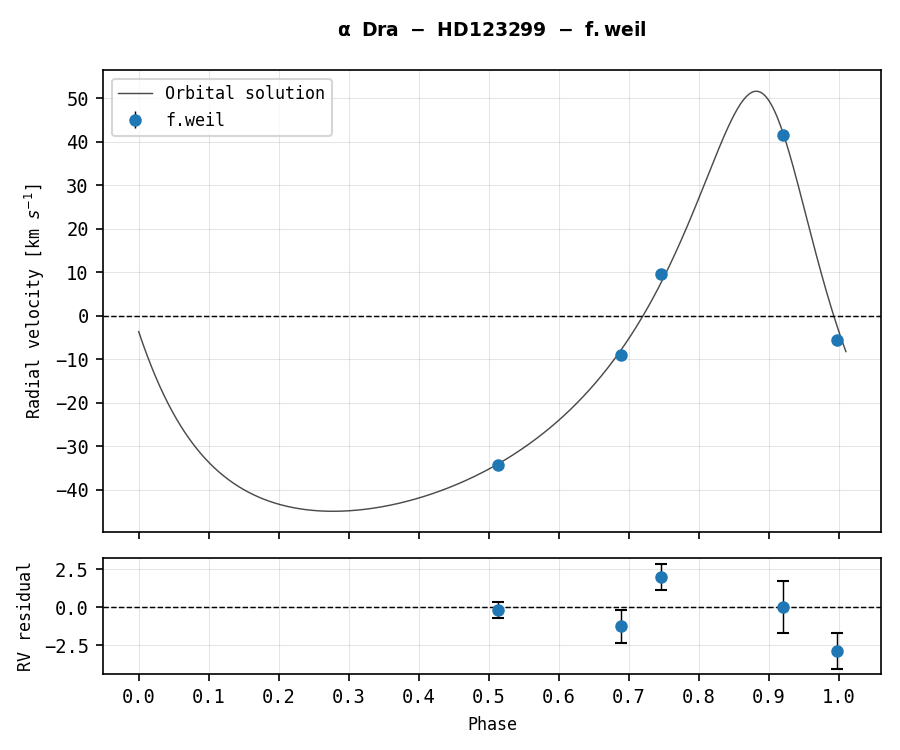 α Dra − HD123299 − f.weil
Orbital solution
f.weil
Radial velocity [km s⁻¹]
50
40
30
20
10
0
−10
−20
−30
−40
RV residual
2.5
0.0
−2.5
0.0 0.1 0.2 0.3 0.4 0.5 0.6 0.7 0.8 0.9 1.0
Phase